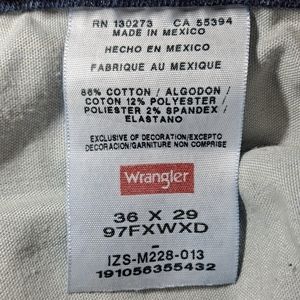 RN 130273 CA 55394
MADE IN MEXICO
HECHO EN MEXICO
FABRIQUE AU MEXIQUE
86% COTTON / ALGODON /
COTON 12% POLYESTER /
POLIESTER 2% SPANDEX /
ELASTANO
EXCLUSIVE OF DECORATION/EXCEPTO
DECORACION/GARNITURE NON COMPRISE
Wrangler
36 X 29
97FXWXD
-
IZS-M228-013
191056355432